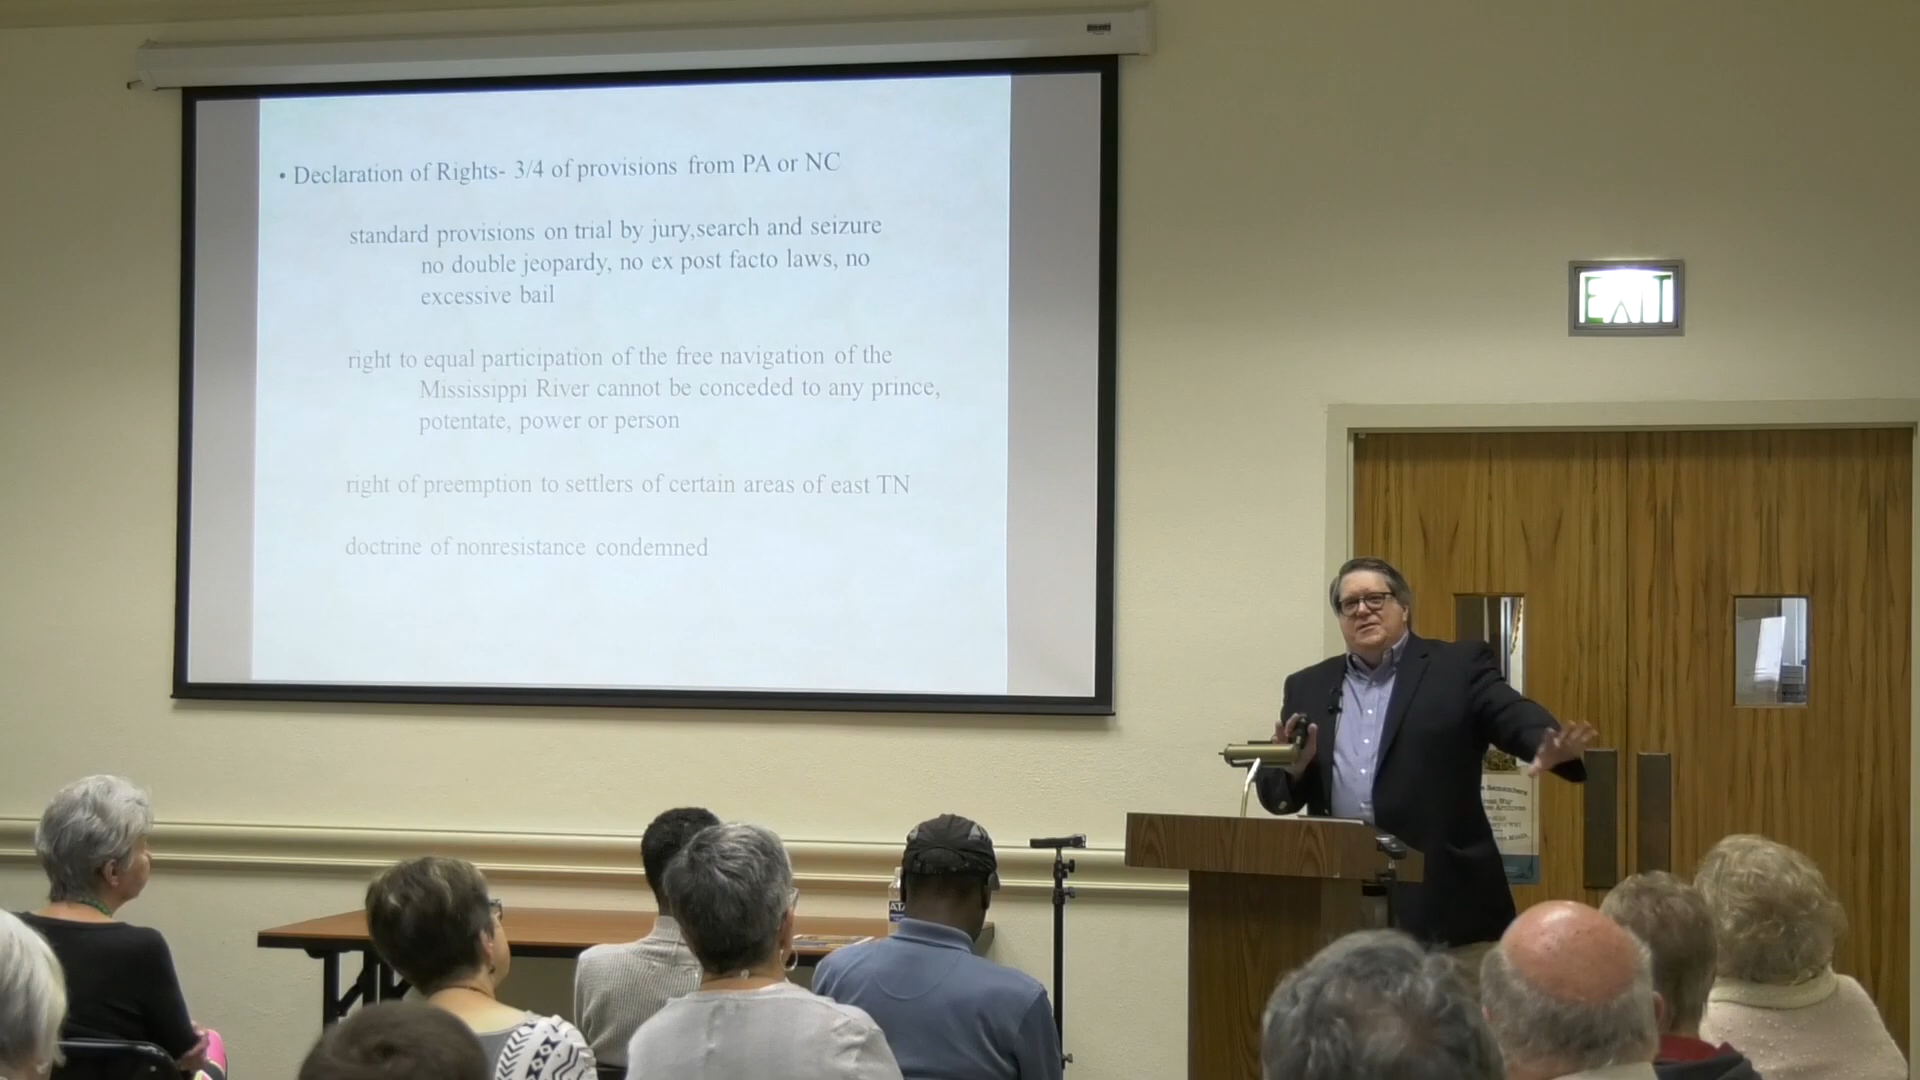 • Declaration of Rights- 3/4 of provisions from PA or NC
standard provisions on trial by jury,search and seizure
no double jeopardy, no ex post facto laws, no
excessive bail
right to equal participation of the free navigation of the
Mississippi River cannot be conceded to any prince,
potentate, power or person
right of preemption to settlers of certain areas of east TN
doctrine of nonresistance condemned
EXIT
Remembers
Archives